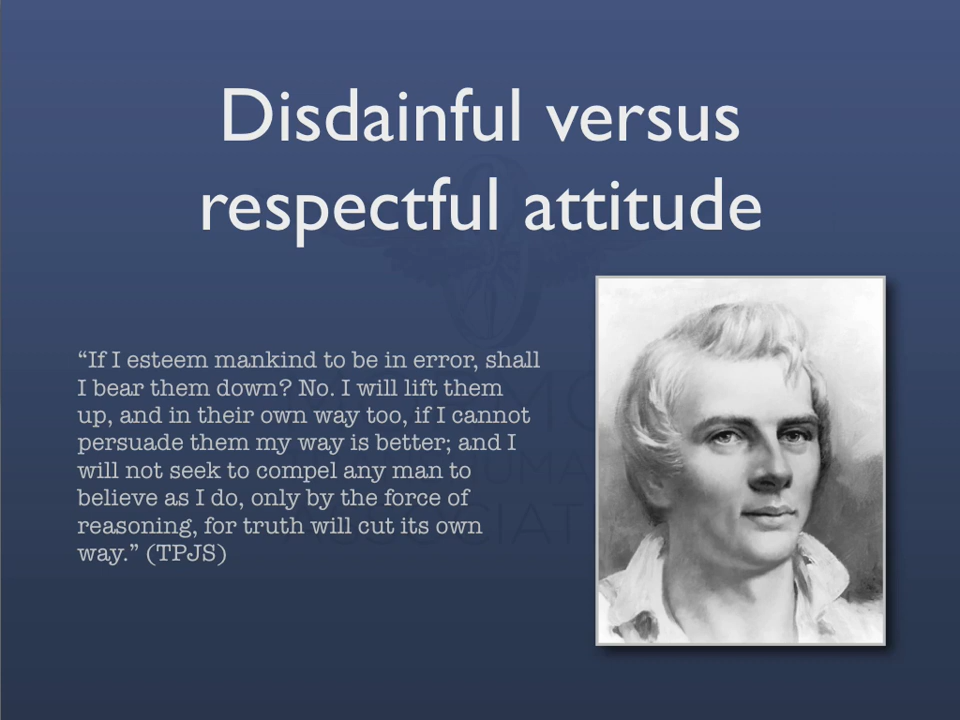 Disdainful versus
respectful attitude
“If I esteem mankind to be in error, shall
I bear them down? No. I will lift them
up, and in their own way too, if I cannot
persuade them my way is better; and I
will not seek to compel any man to
believe as I do, only by the force of
reasoning, for truth will cut its own
way.” (TPJS)